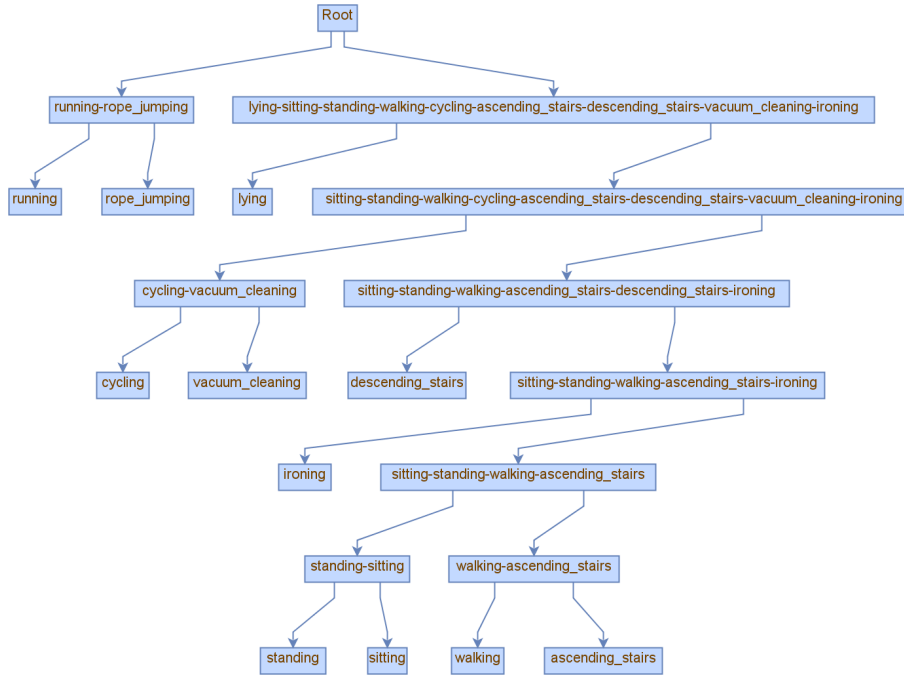 Root
running-rope_jumping
lying-sitting-standing-walking-cycling-ascending_stairs-descending_stairs-vacuum_cleaning-ironing
running
rope_jumping
lying
sitting-standing-walking-cycling-ascending_stairs-descending_stairs-vacuum_cleaning-ironing
cycling-vacuum_cleaning
sitting-standing-walking-ascending_stairs-descending_stairs-ironing
cycling
vacuum_cleaning
descending_stairs
sitting-standing-walking-ascending_stairs-ironing
ironing
sitting-standing-walking-ascending_stairs
standing-sitting
walking-ascending_stairs
standing
sitting
walking
ascending_stairs